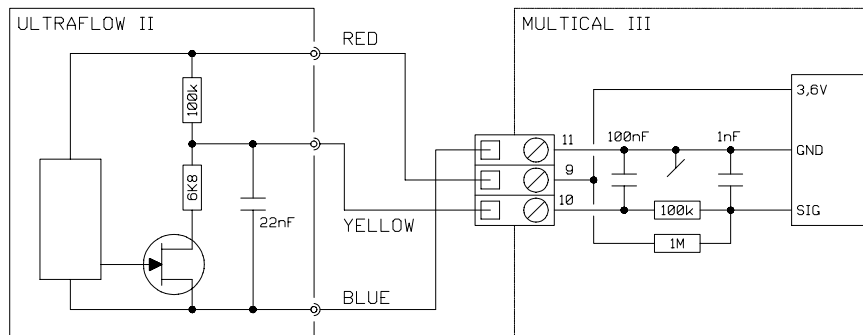 ULTRAFLOW II
MULTICAL III
RED
100k
3,6V
11
100nF
1nF
GND
9
6K8
10
SIG
22nF
YELLOW
100k
1M
BLUE